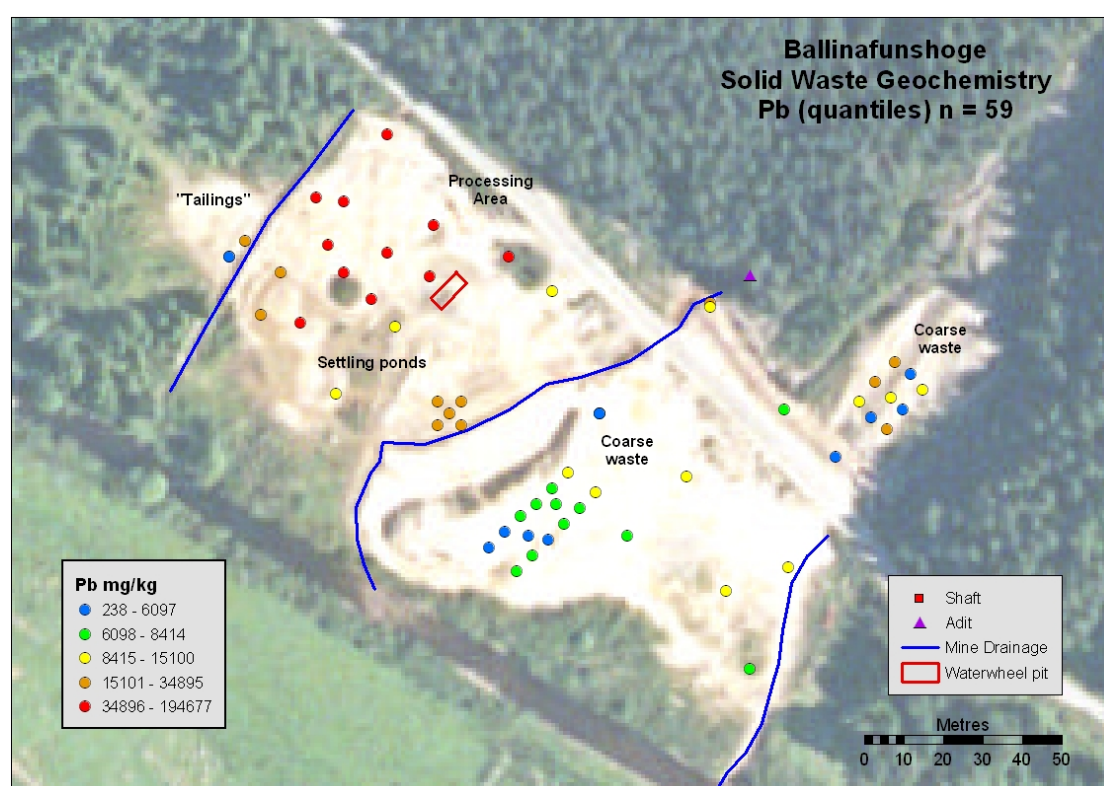 Ballinafunshoge
Solid Waste Geochemistry
Pb (quantiles) n = 59
Processing
Area
"Tailings"
Settling ponds
Coarse
waste
Coarse
waste
Pb mg/kg
238 - 6097
6098 - 8414
8415 - 15100
15101 - 34895
34896 - 194677
Shaft
Adit
Mine Drainage
Waterwheel pit
Metres
0 10 20 30 40 50